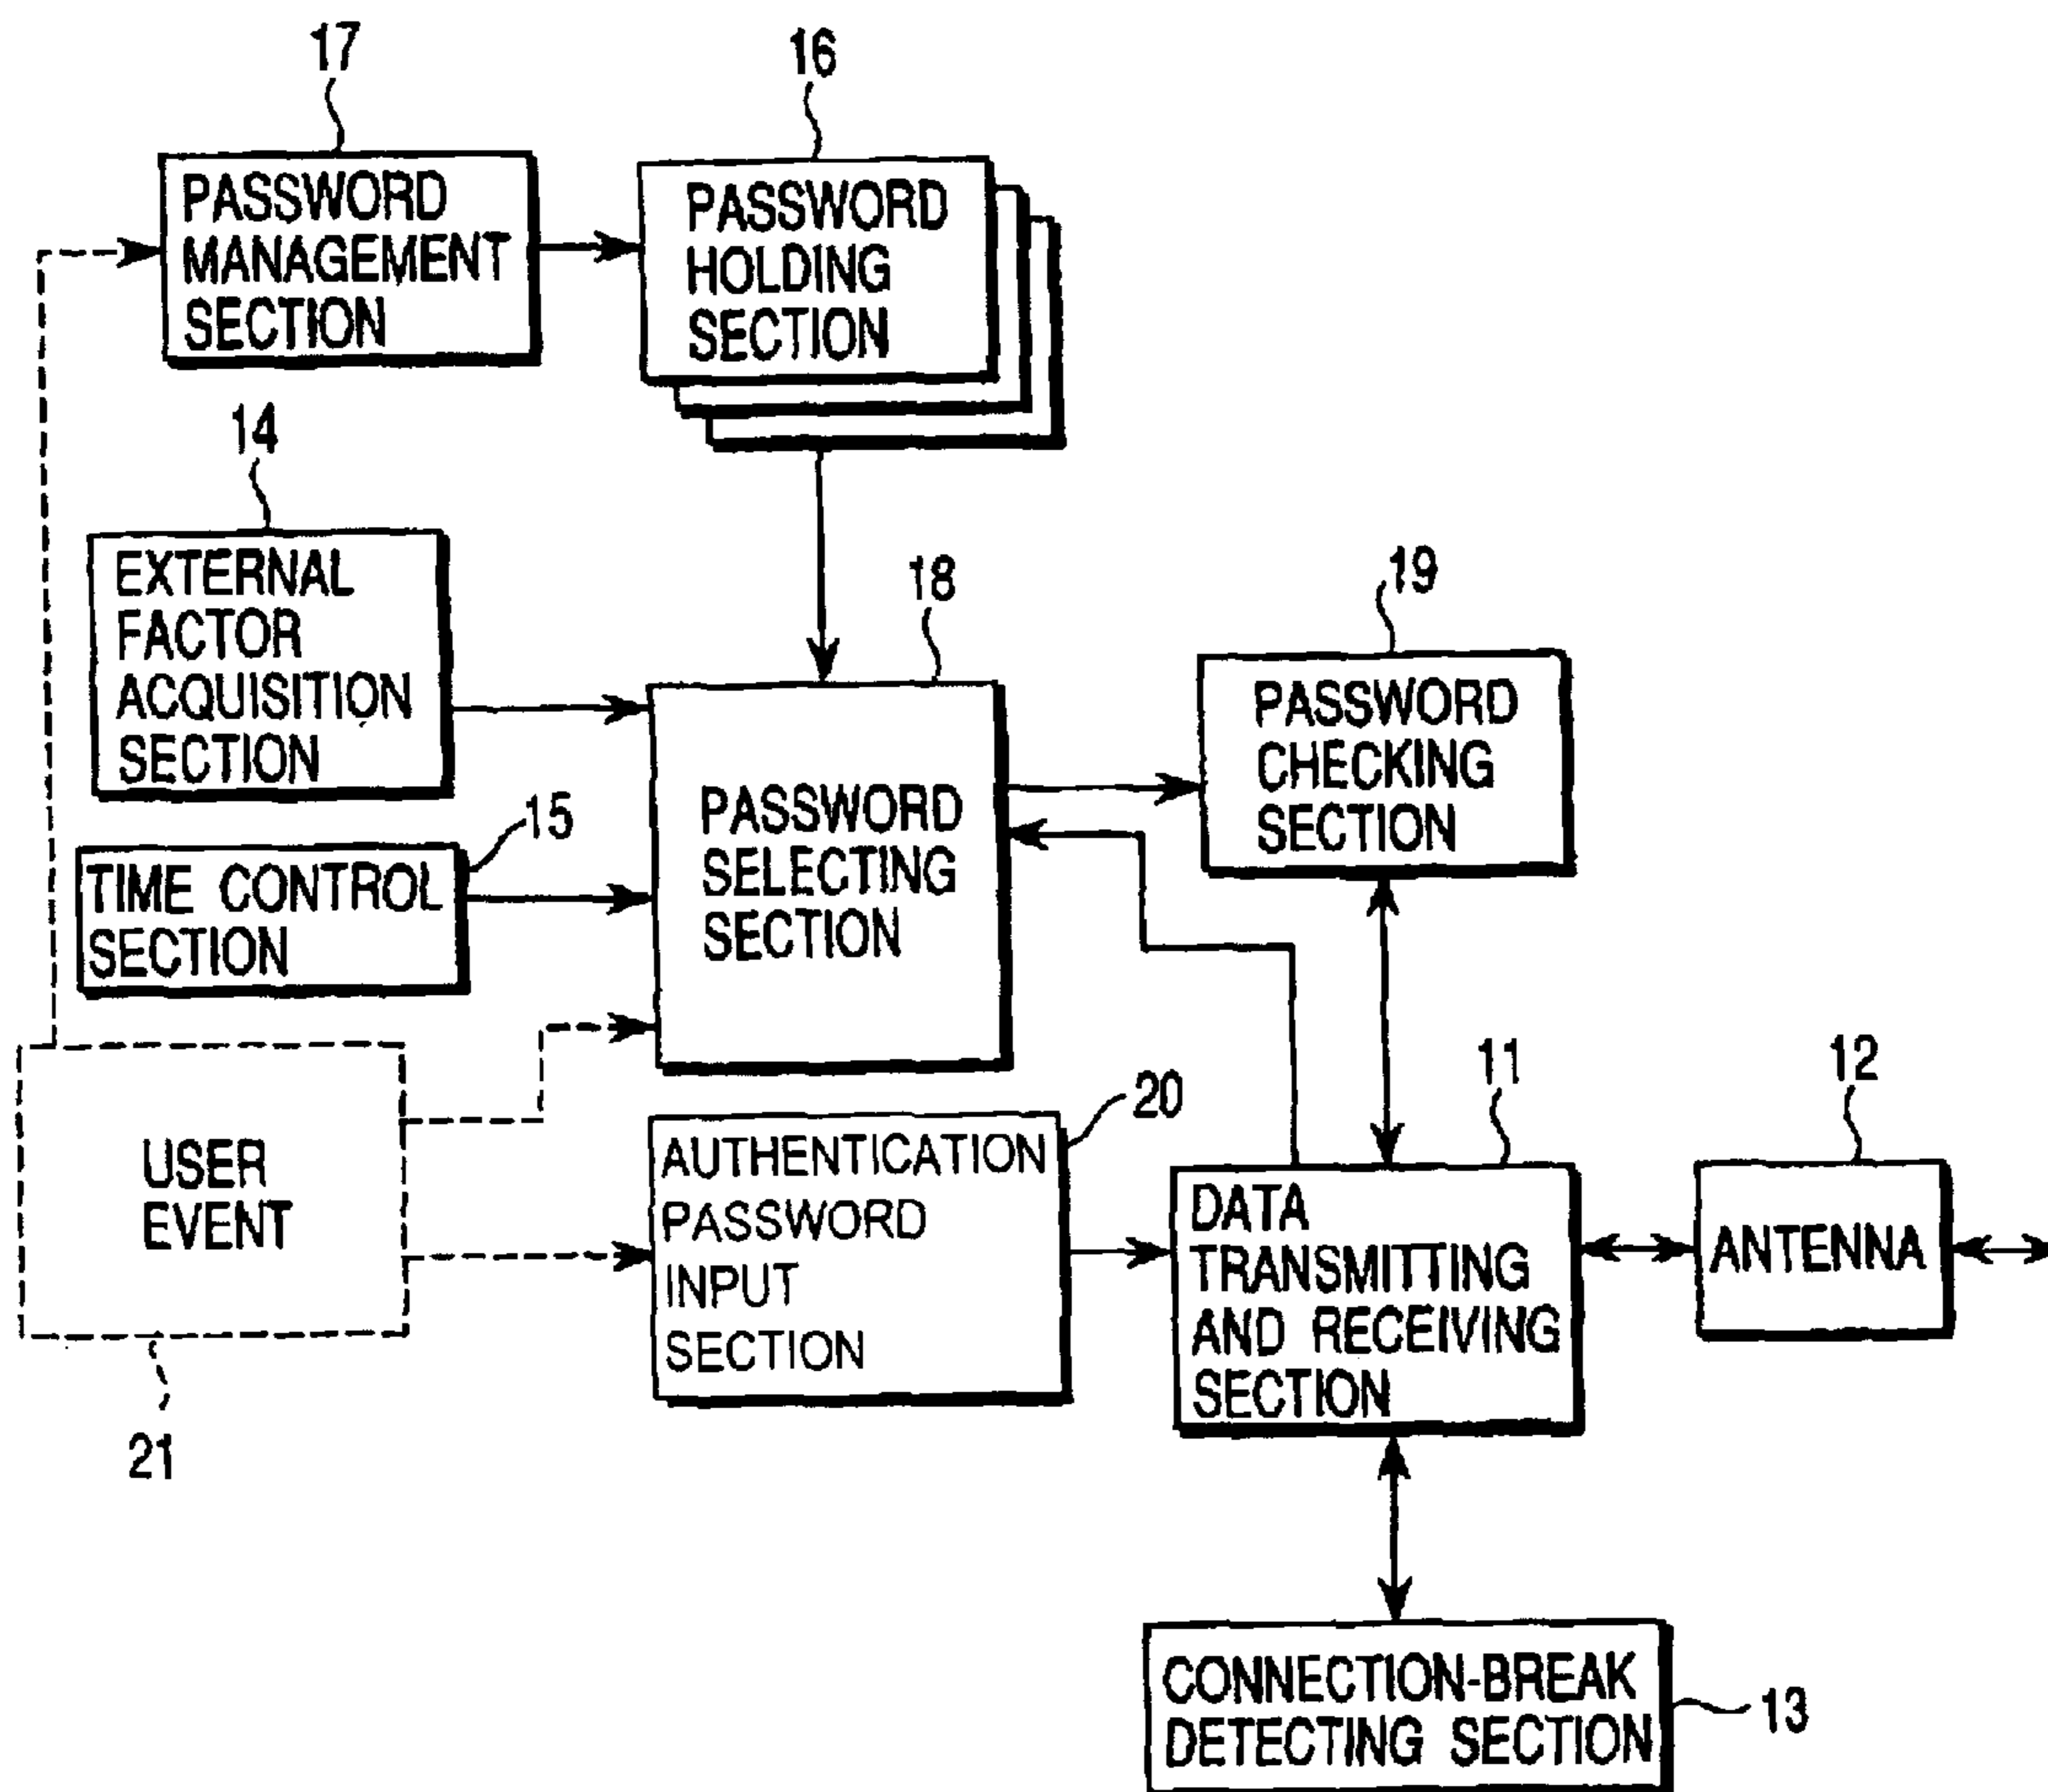 17
16
PASSWORD
MANAGEMENT
SECTION
PASSWORD
HOLDING
SECTION
14
EXTERNAL
FACTOR
ACQUISITION
SECTION
18
19
PASSWORD
CHECKING
SECTION
15
TIME CONTROL
SECTION
PASSWORD
SELECTING
SECTION
USER
EVENT
21
20
AUTHENTICATION
PASSWORD
INPUT
SECTION
11
DATA
TRANSMITTING
AND RECEIVING
SECTION
12
ANTENNA
CONNECTION-BREAK
DETECTING SECTION
13